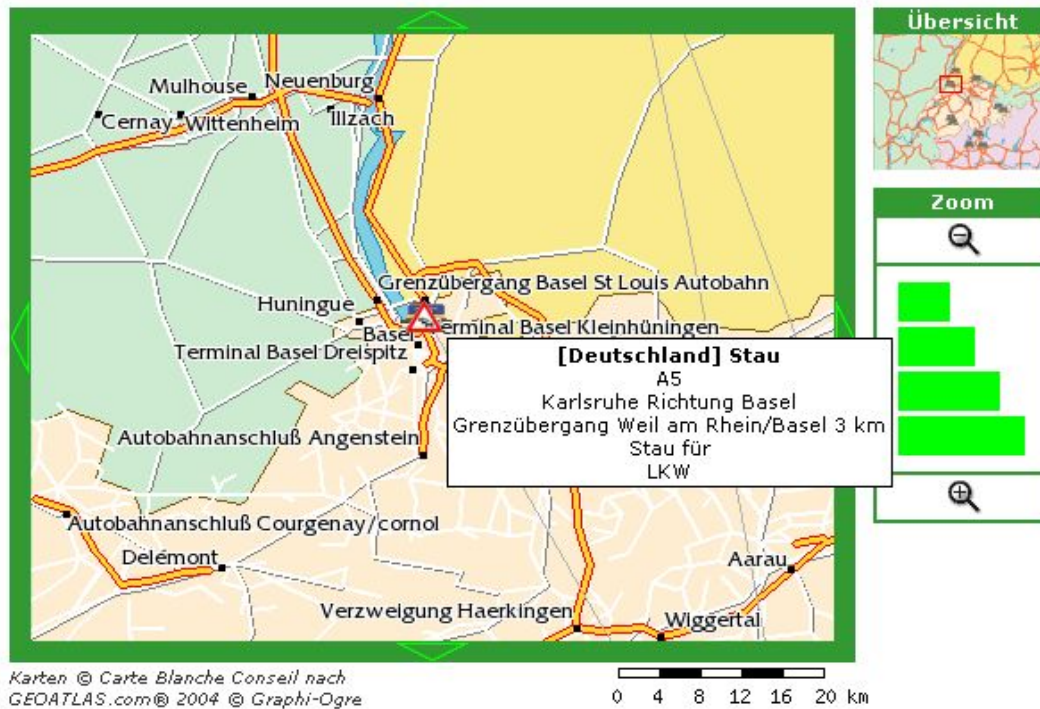 Übersicht
Mulhouse
Neuenburg
Cernay
Wittenheim
Illzach
Zoom
Grenzübergang Basel St Louis Autobahn
Huningue
Terminal Basel Kleinhüningen
Basel
Terminal Basel Dreispitz
[Deutschland] Stau
A5
Karlsruhe Richtung Basel
Grenzübergang Weil am Rhein/Basel 3 km
Stau für
LKW
Autobahnanschluß Angenstein
Autobahnanschluß Courgenay/cornol
Delémont
Aarau
Verzweigung Haerkingen
Wiggertal
Karten © Carte Blanche Conseil nach
GEOATLAS.com® 2004 © Graphi-Ogre
0 4 8 12 16 20 km